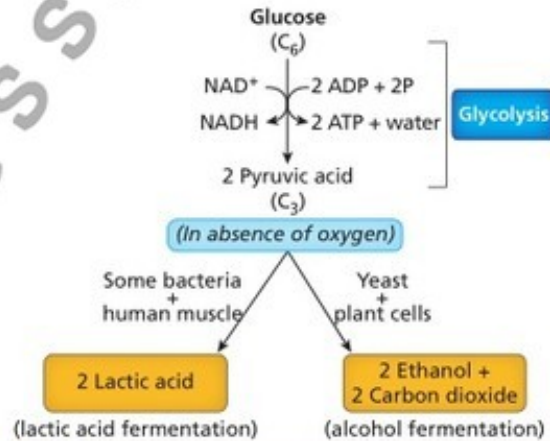 Glucose
(C₆)
NAD⁺ 2 ADP + 2P
NADH 2 ATP + water
Glycolysis
2 Pyruvic acid
(C₃)
(In absence of oxygen)
Some bacteria
+
human muscle
Yeast
+
plant cells
2 Lactic acid
2 Ethanol +
2 Carbon dioxide
(lactic acid fermentation)
(alcohol fermentation)